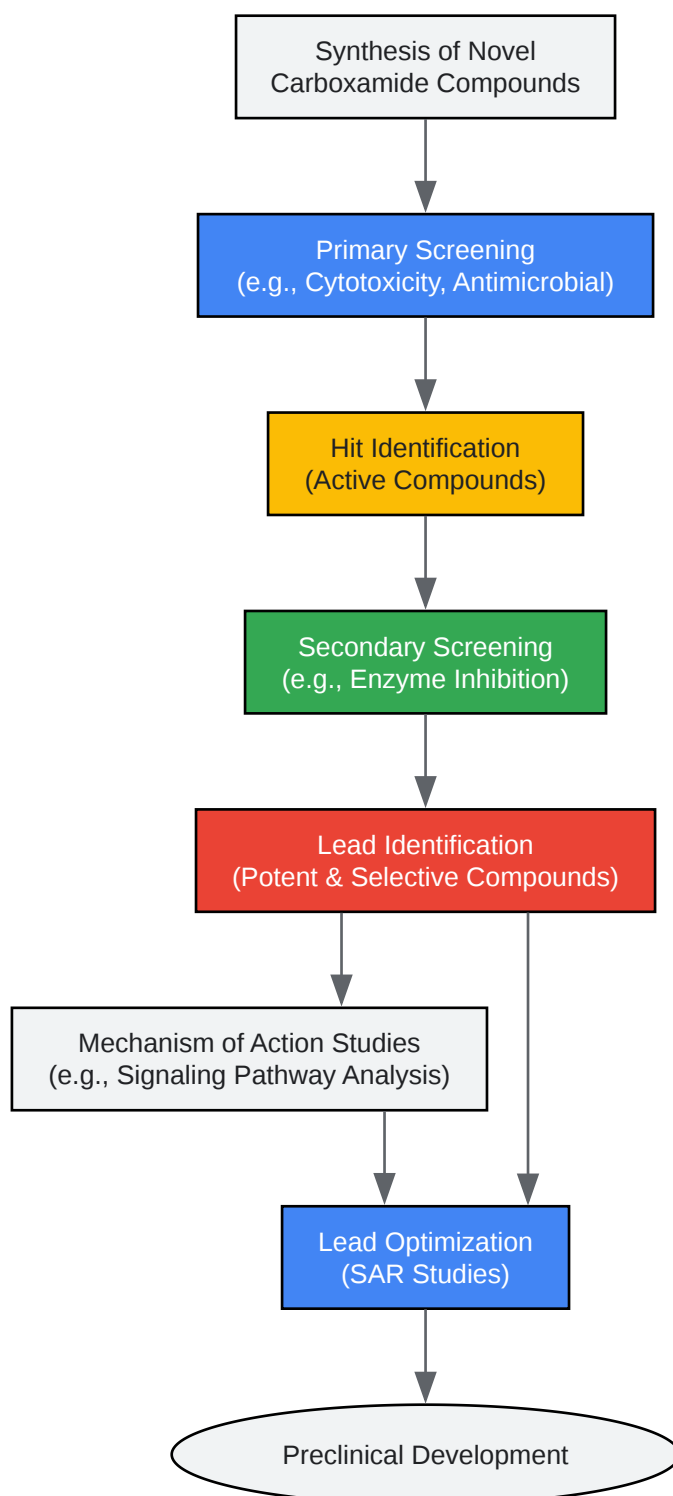 Synthesis of Novel
Carboxamide Compounds
Primary Screening
(e.g., Cytotoxicity, Antimicrobial)
Hit Identification
(Active Compounds)
Secondary Screening
(e.g., Enzyme Inhibition)
Lead Identification
(Potent & Selective Compounds)
Mechanism of Action Studies
(e.g., Signaling Pathway Analysis)
Lead Optimization
(SAR Studies)
Preclinical Development